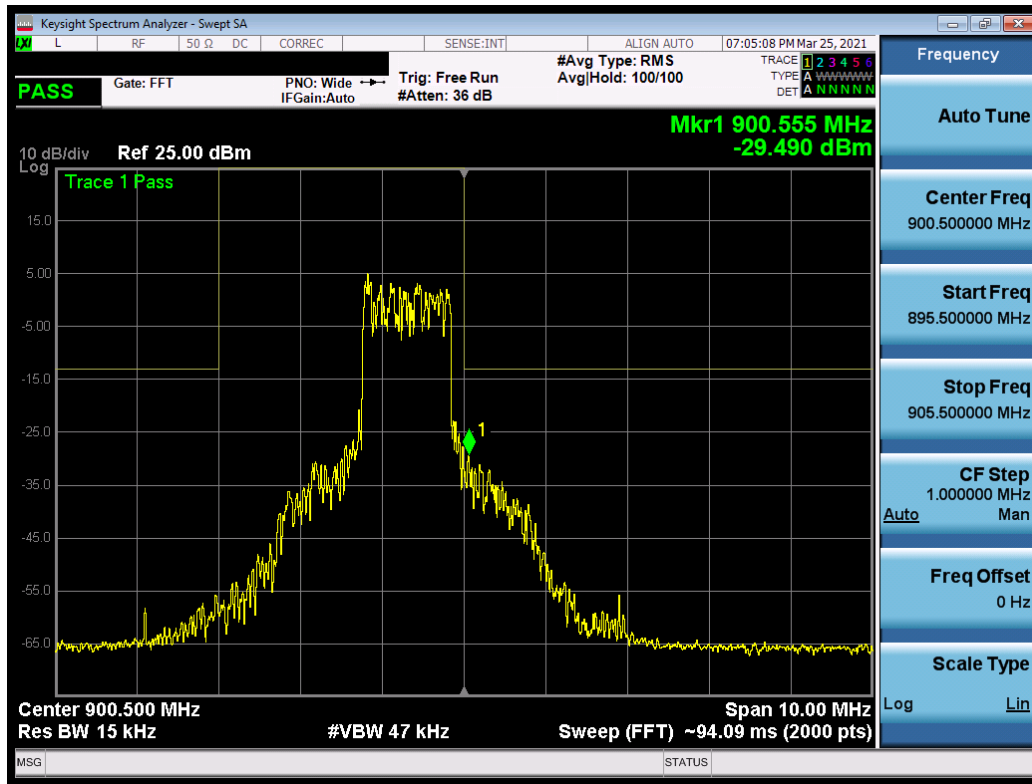 Keysight Spectrum Analyzer - Swept SA
LXI L RF 50 Ω DC CORREC SENSE:INT ALIGN AUTO 07:05:08 PM Mar 25, 2021
PASS
Gate: FFT
PNO: Wide
IFGain:Auto
Trig: Free Run
#Atten: 36 dB
#Avg Type: RMS
Avg|Hold: 100/100
TRACE 1 2 3 4 5 6
TYPE A WWWWW
DET A N N N N N
Mkr1 900.555 MHz
-29.490 dBm
10 dB/div Ref 25.00 dBm
Log
Trace 1 Pass
15.0
5.00
-5.00
-15.0
-25.0
-35.0
-45.0
-55.0
-65.0
1
Center 900.500 MHz Span 10.00 MHz
Res BW 15 kHz #VBW 47 kHz Sweep (FFT) ~94.09 ms (2000 pts)
MSG STATUS
Frequency
Auto Tune
Center Freq
900.500000 MHz
Start Freq
895.500000 MHz
Stop Freq
905.500000 MHz
CF Step
1.000000 MHz
Auto Man
Freq Offset
0 Hz
Scale Type
Log Lin